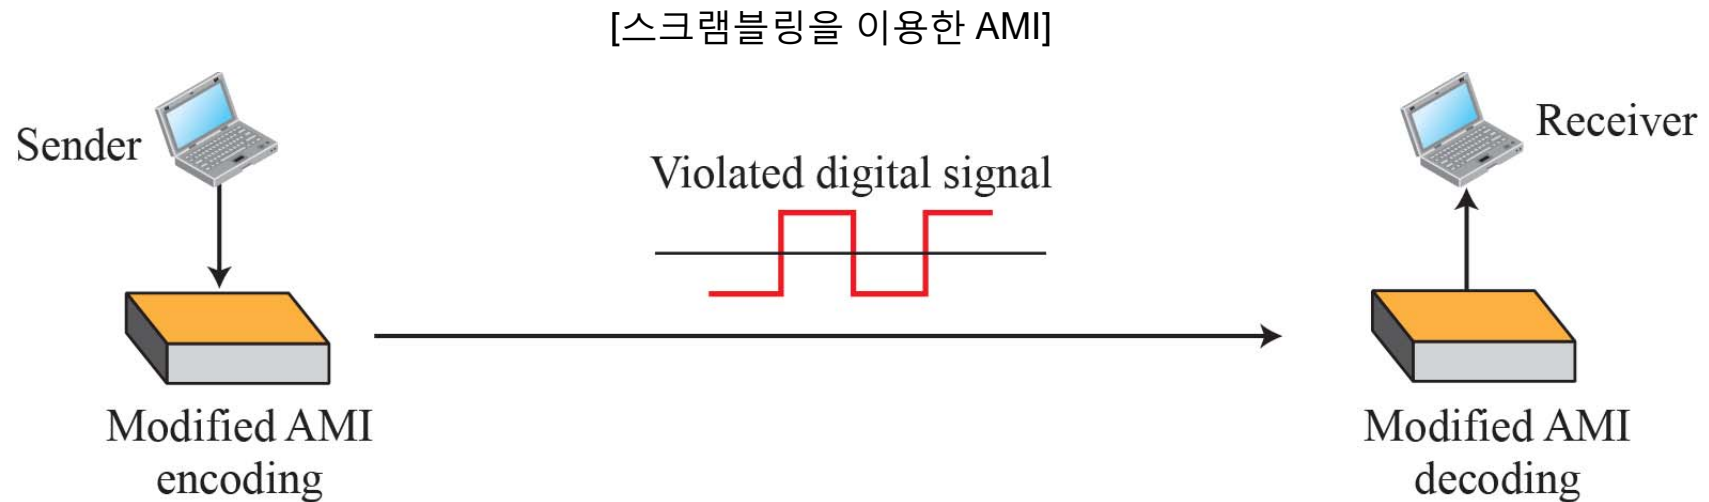 [스크램블링을 이용한 AMI]
Sender
Receiver
Violated digital signal
Modified AMI
encoding
Modified AMI
decoding